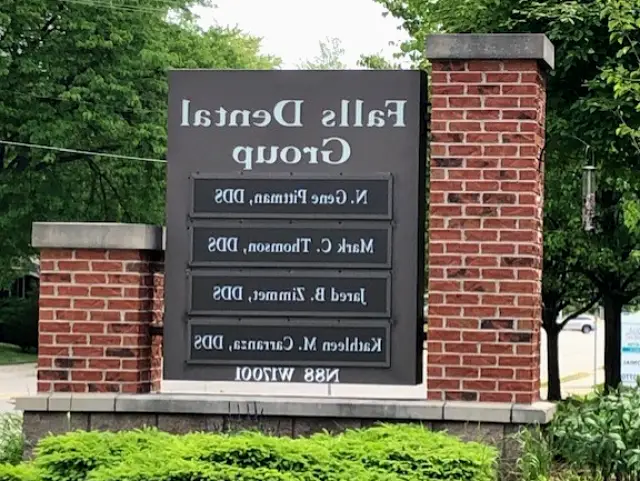 Falls Dental
Group
N. Gene Pittman, DDS
Mark C. Thomson, DDS
Jared B. Zimmet, DDS
Kathleen M. Carranza, DDS
N88 W17001